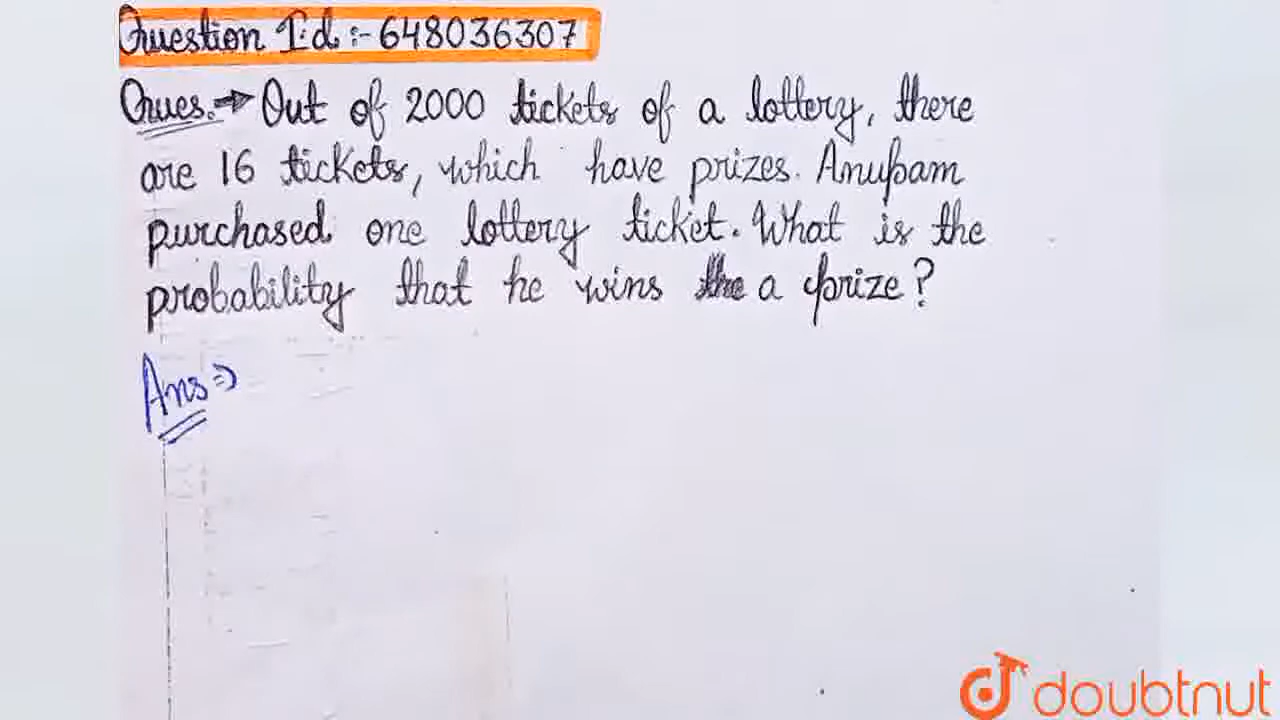 Question I.d. :- 648036307
Ques. → Out of 2000 tickets of a lottery, there
are 16 tickets, which have prizes. Anupam
purchased one lottery ticket. What is the
probability that he wins a prize?
Ans ⇒
doubtnut